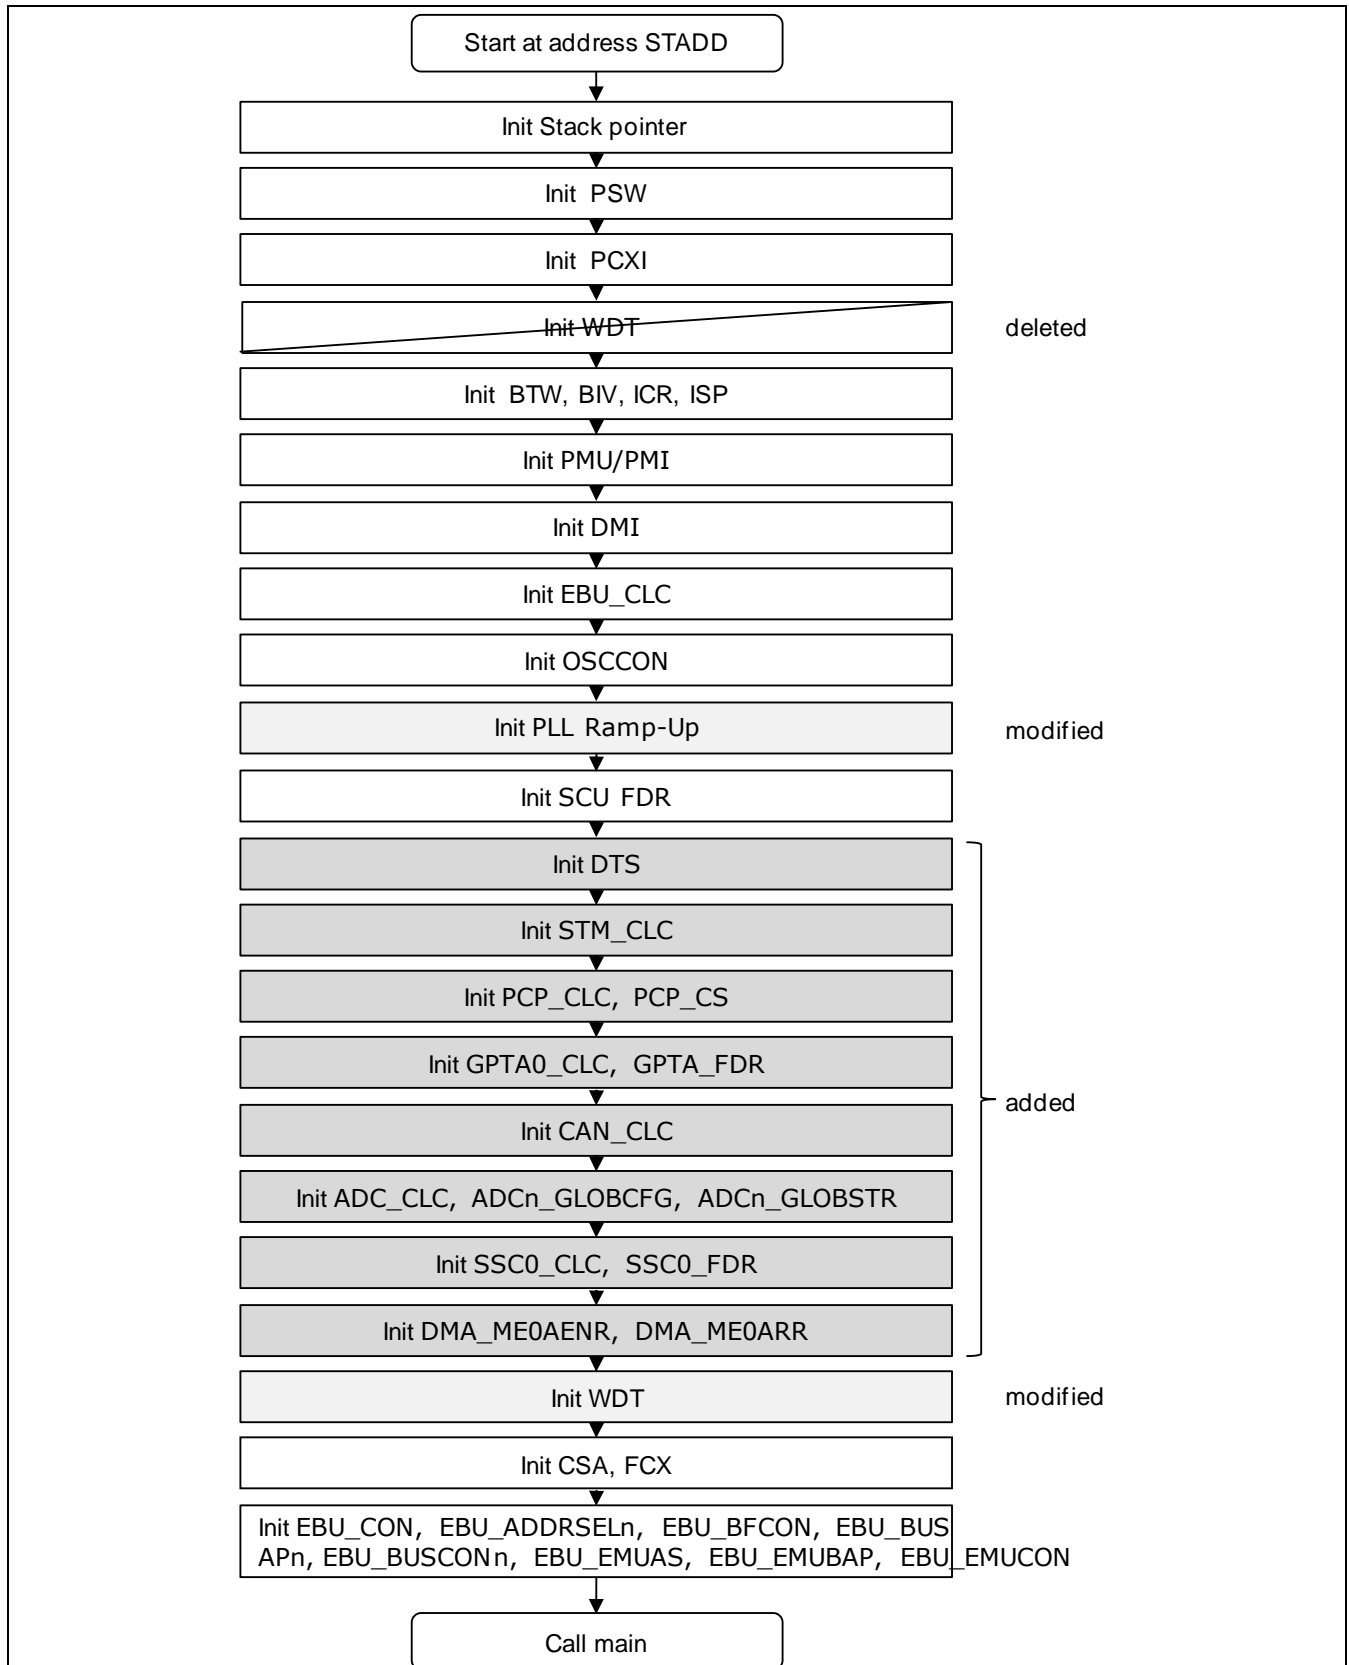 Start at address STADD
Init Stack pointer
Init PSW
Init PCXI
Init WDT
deleted
Init BTW, BIV, ICR, ISP
Init PMU/PMI
Init DMI
Init EBU_CLC
Init OSCCON
Init PLL Ramp-Up
modified
Init SCU FDR
Init DTS
Init STM_CLC
Init PCP_CLC, PCP_CS
Init GPTA0_CLC, GPTA_FDR
added
Init CAN_CLC
Init ADC_CLC, ADCn_GLOBCFG, ADCn_GLOBSTR
Init SSC0_CLC, SSC0_FDR
Init DMA_ME0AENR, DMA_ME0ARR
Init WDT
modified
Init CSA, FCX
Init EBU_CON, EBU_ADDRSELn, EBU_BFCON, EBU_BUS
APn, EBU_BUSCONn, EBU_EMUAS, EBU_EMUBAP, EBU_EMUCON
Call main